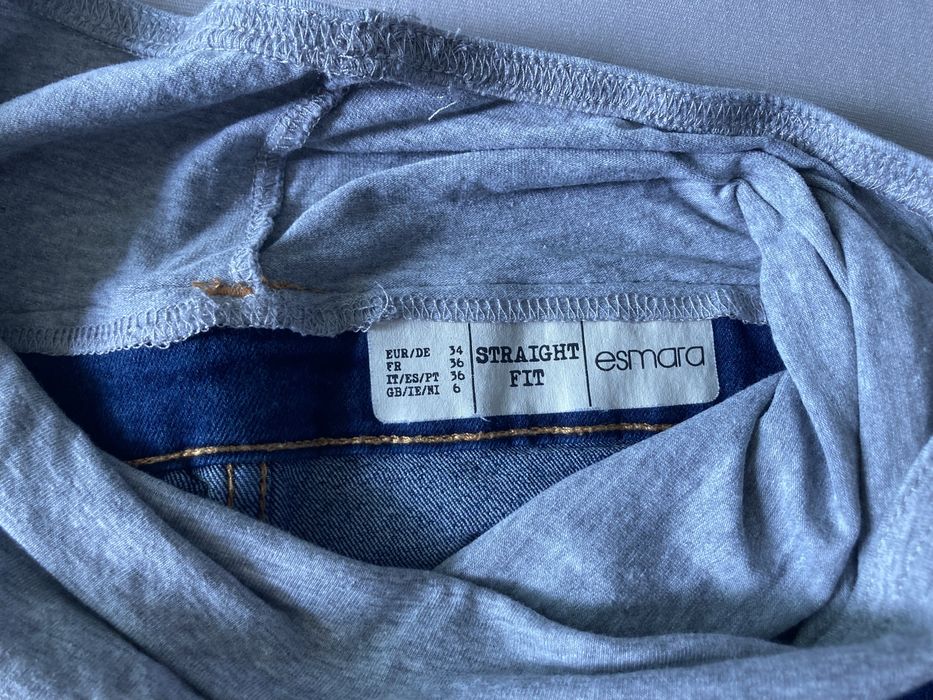 EUR/DE 34
FR 36
IT/ES/PT 36
GB/IE/NI 6
STRAIGHT
FIT
esmara